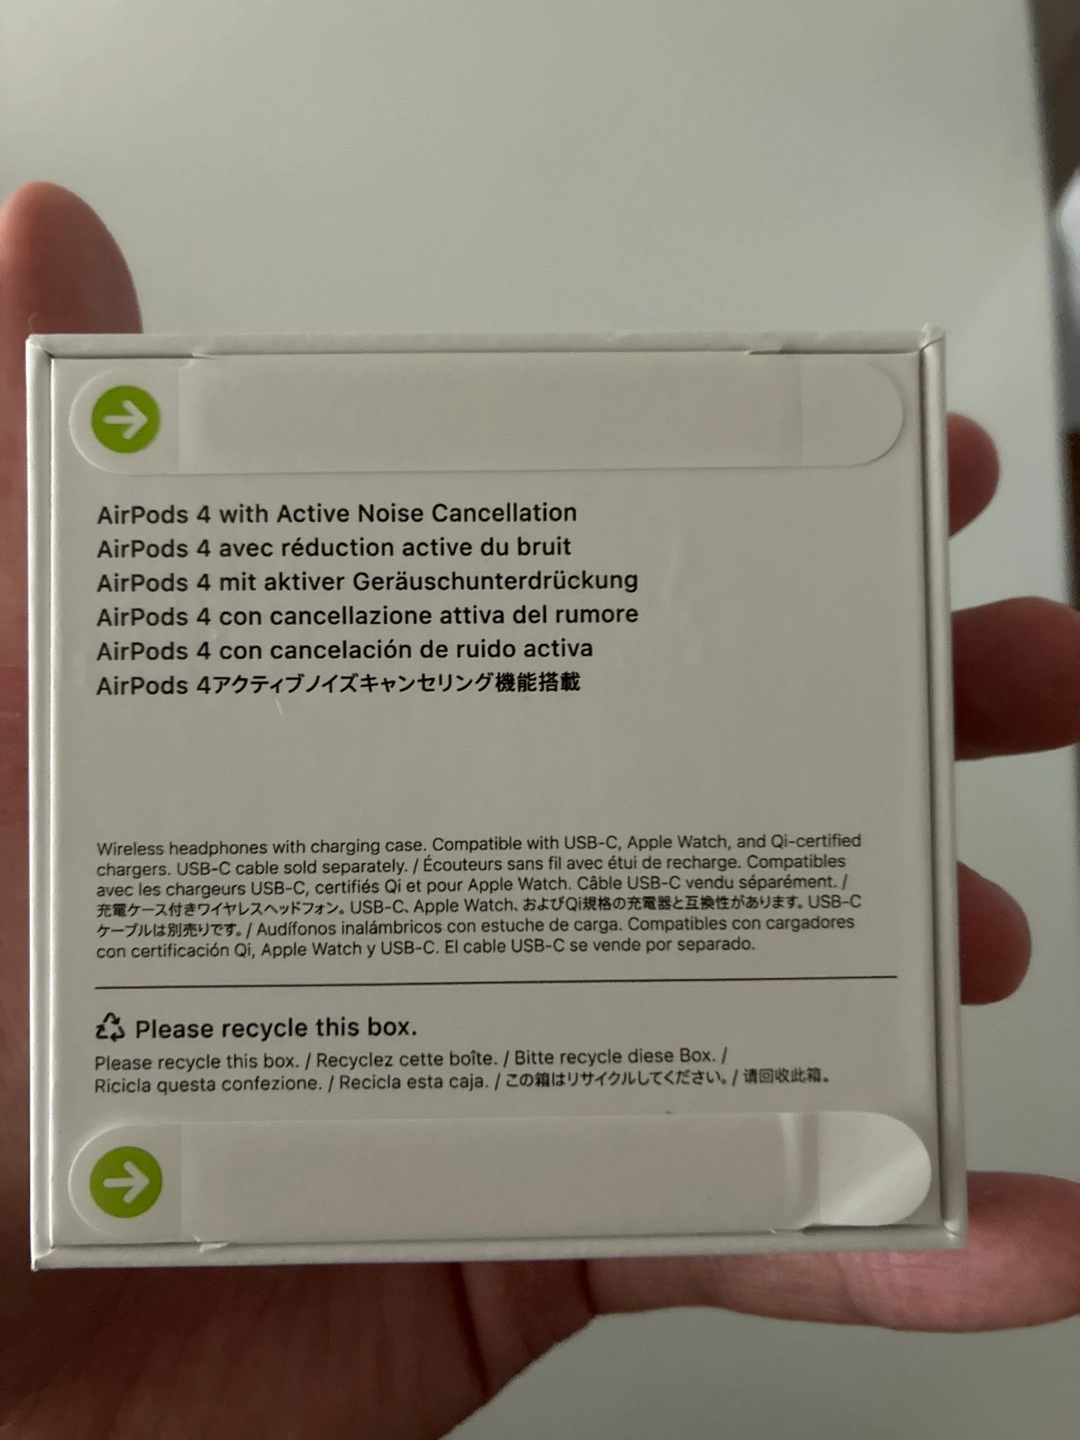 AirPods 4 with Active Noise Cancellation
AirPods 4 avec réduction active du bruit
AirPods 4 mit aktiver Geräuschunterdrückung
AirPods 4 con cancellazione attiva del rumore
AirPods 4 con cancelación de ruido activa
AirPods 4アクティブノイズキャンセリング機能搭載
Wireless headphones with charging case. Compatible with USB-C, Apple Watch, and Qi-certified
chargers. USB-C cable sold separately. / Écouteurs sans fil avec étui de recharge. Compatibles
avec les chargeurs USB-C, certifiés Qi et pour Apple Watch. Câble USB-C vendu séparément. /
充電ケース付きワイヤレスヘッドフォン。USB-C、Apple Watch、およびQi規格の充電器と互換性があります。USB-C
ケーブルは別売りです。/ Audífonos inalámbricos con estuche de carga. Compatibles con cargadores
con certificación Qi, Apple Watch y USB-C. El cable USB-C se vende por separado.
Please recycle this box.
Please recycle this box. / Recyclez cette boîte. / Bitte recycle diese Box. /
Ricicla questa confezione. / Recicla esta caja. / この箱はリサイクルしてください。/ 请回收此箱。